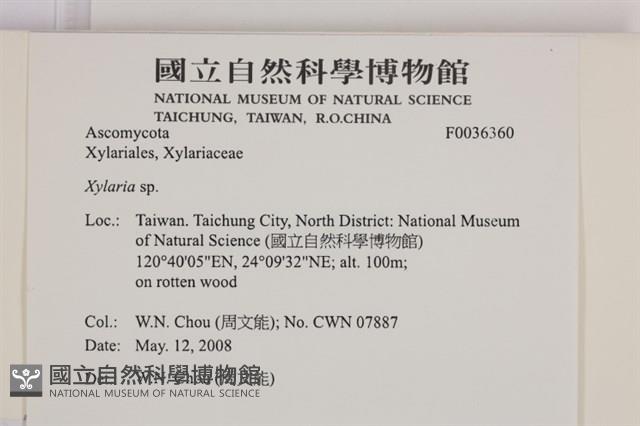 國立自然科學博物館
NATIONAL MUSEUM OF NATURAL SCIENCE
TAICHUNG, TAIWAN, R.O.CHINA
Ascomycota F0036360
Xylariales, Xylariaceae
Xylaria sp.
Loc.: Taiwan. Taichung City, North District: National Museum
of Natural Science (國立自然科學博物館)
120°40'05"EN, 24°09'32"NE; alt. 100m;
on rotten wood
Col.: W.N. Chou (周文能); No. CWN 07887
Date: May. 12, 2008
W.N. Chou (周文能)
國立自然科學博物館
NATIONAL MUSEUM OF NATURAL SCIENCE